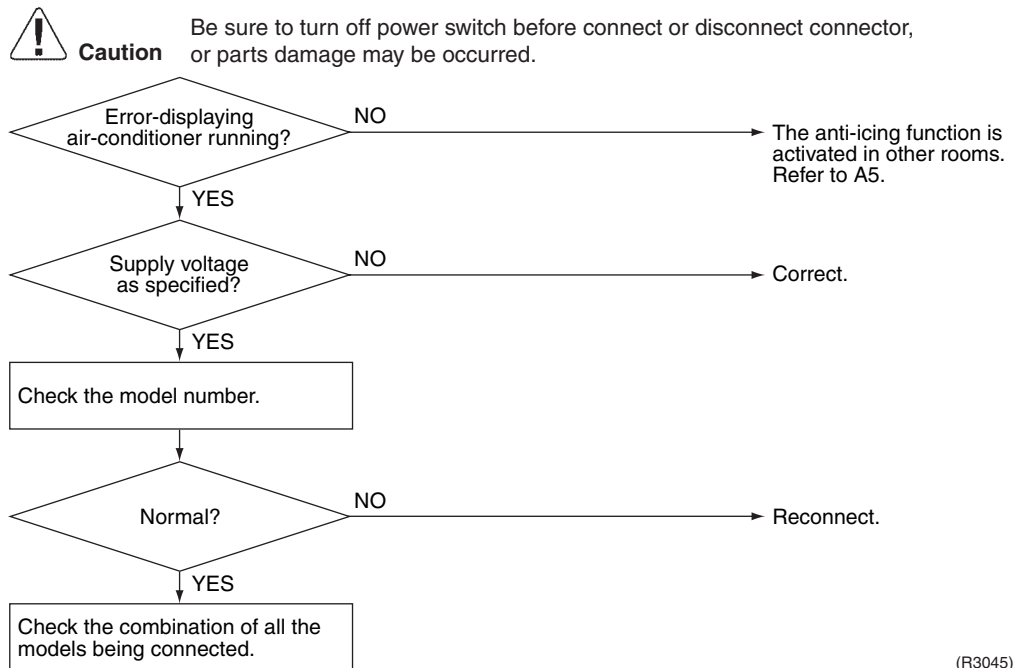 Be sure to turn off power switch before connect or disconnect connector,
Caution or parts damage may be occurred.
Error-displaying
air-conditioner running?
NO
The anti-icing function is
activated in other rooms.
Refer to A5.
YES
Supply voltage
as specified?
NO
Correct.
YES
Check the model number.
Normal?
NO
Reconnect.
YES
Check the combination of all the
models being connected.
(R3045)